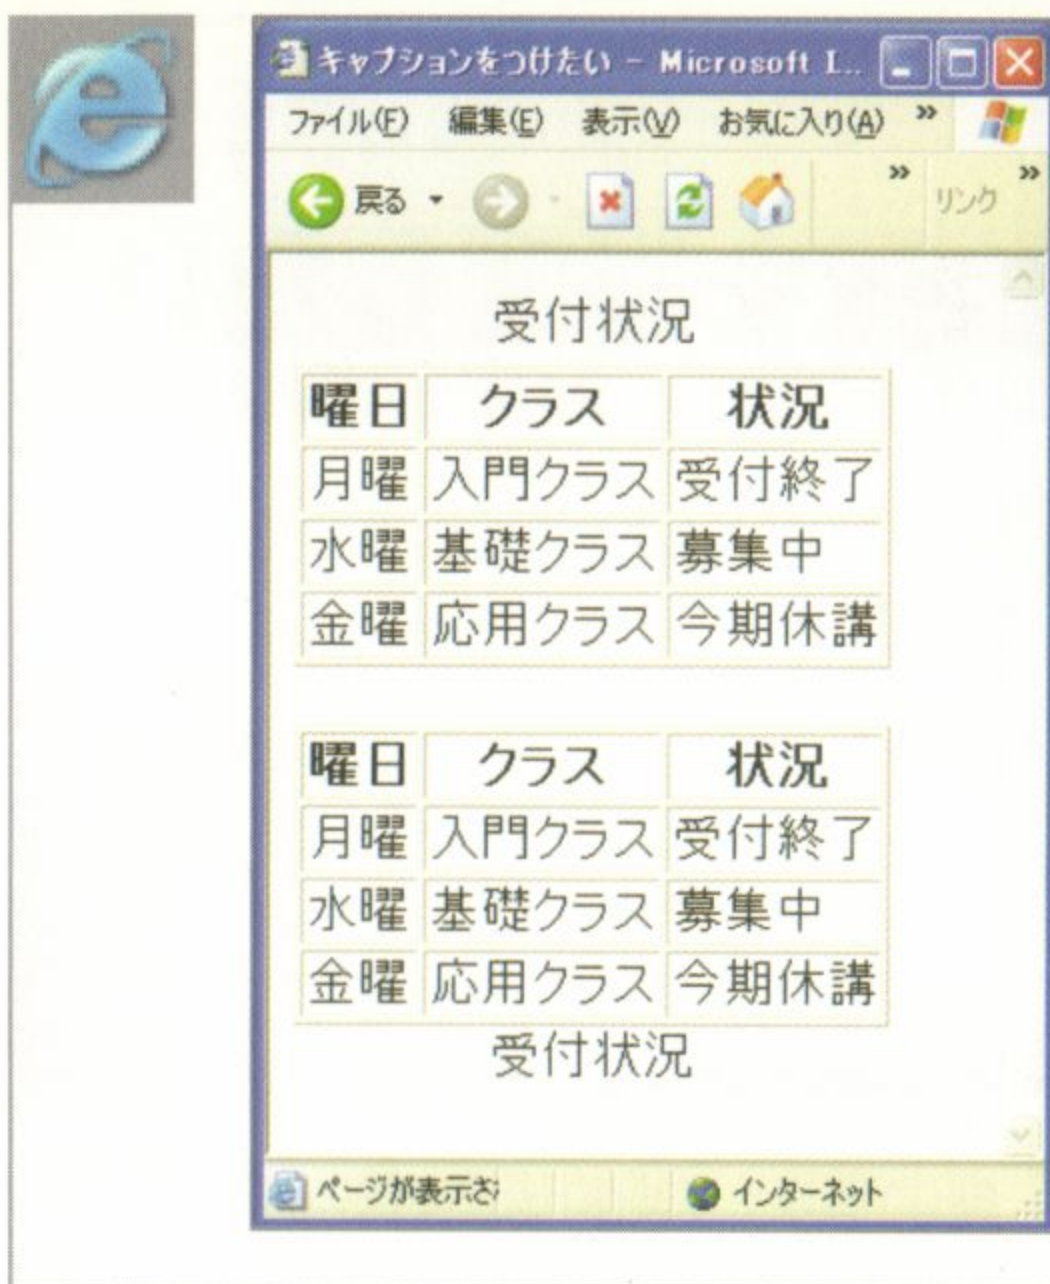 キャプションをつけたい - Microsoft I...
ファイル(F) 編集(E) 表示(V) お気に入り(A) »
戻る » リンク »
受付状況
曜日 クラス 状況
月曜 入門クラス 受付終了
水曜 基礎クラス 募集中
金曜 応用クラス 今期休講
曜日 クラス 状況
月曜 入門クラス 受付終了
水曜 基礎クラス 募集中
金曜 応用クラス 今期休講
受付状況
ページが表示さ インターネット